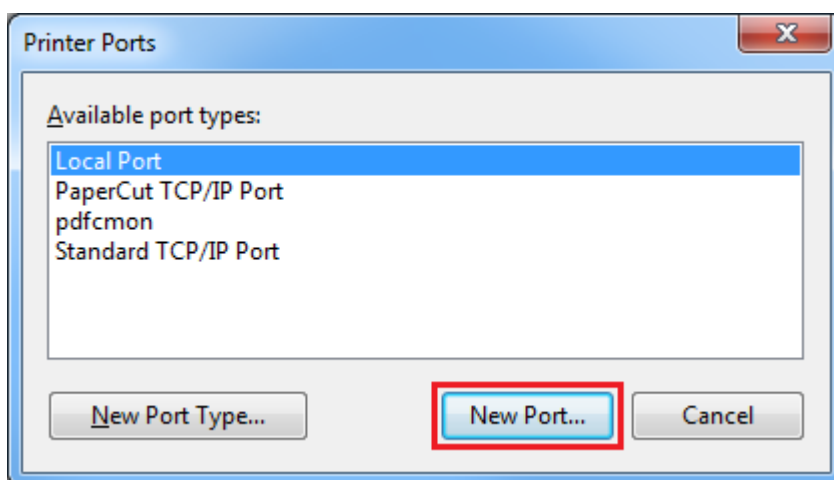 Printer Ports
Available port types:
Local Port
PaperCut TCP/IP Port
pdfcmon
Standard TCP/IP Port
New Port Type... New Port... Cancel